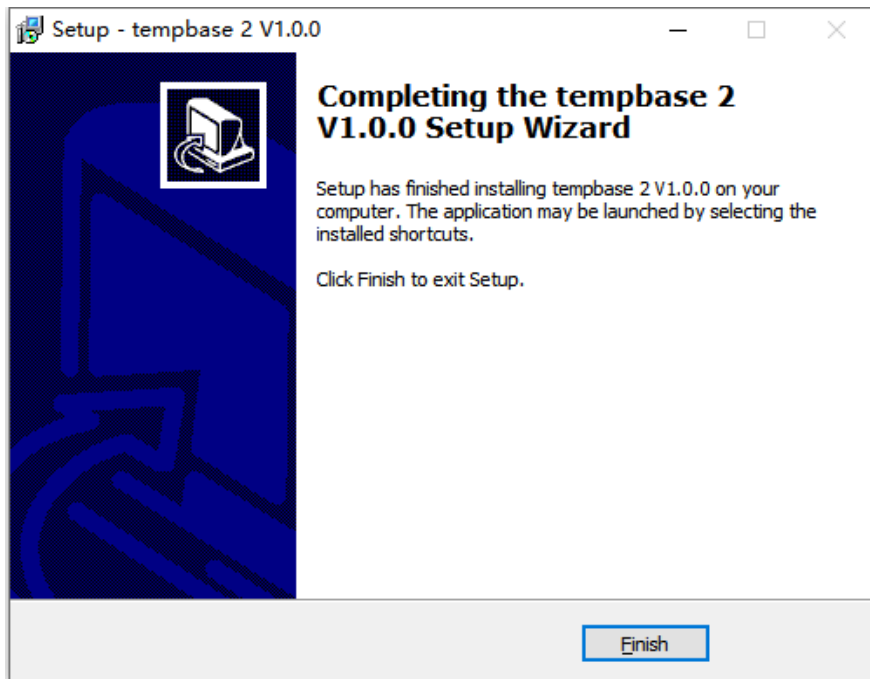 Setup - tempbase 2 V1.0.0
Completing the tempbase 2
V1.0.0 Setup Wizard
Setup has finished installing tempbase 2 V1.0.0 on your
computer. The application may be launched by selecting the
installed shortcuts.
Click Finish to exit Setup.
Finish